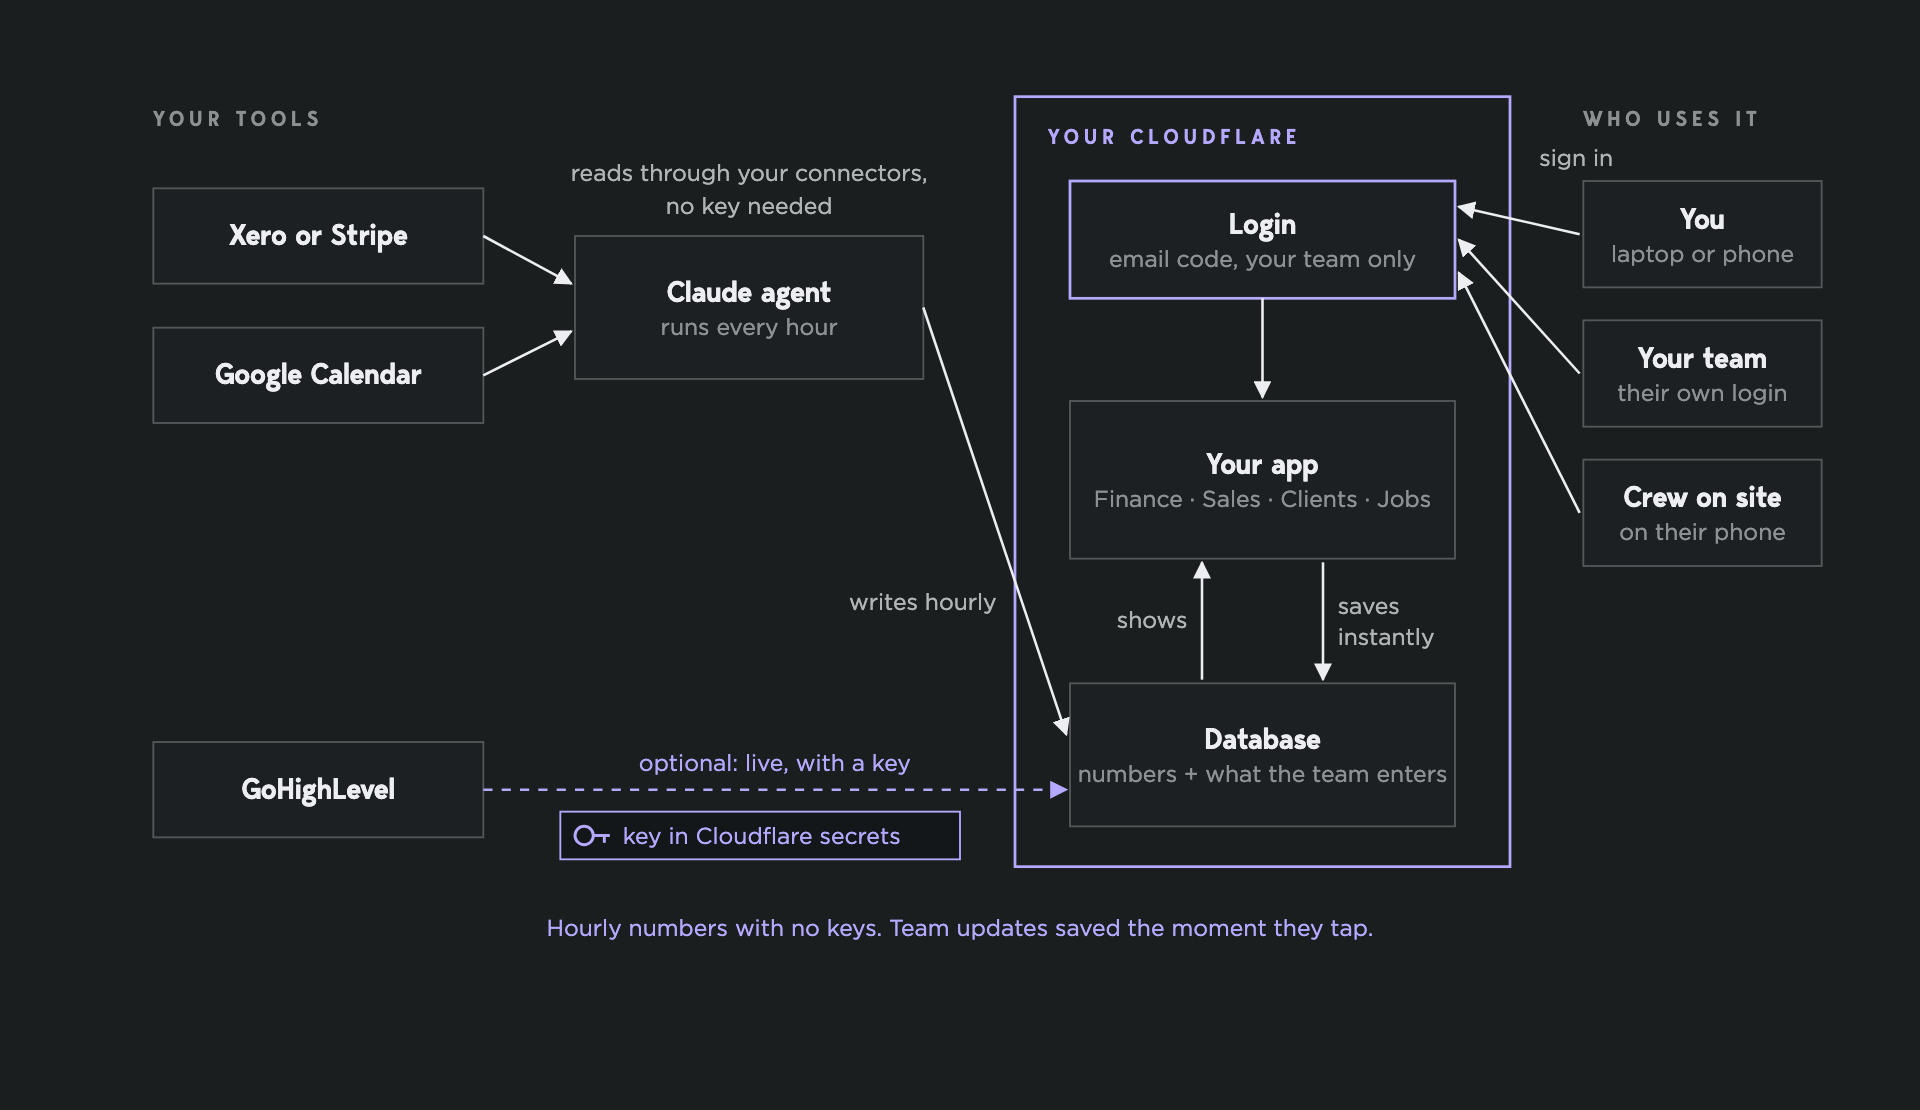 YOUR TOOLS
Xero or Stripe
Google Calendar
GoHighLevel
reads through your connectors,
no key needed
Claude agent
runs every hour
writes hourly
optional: live, with a key
key in Cloudflare secrets
YOUR CLOUDFLARE
Login
email code, your team only
Your app
Finance · Sales · Clients · Jobs
shows
saves
instantly
Database
numbers + what the team enters
WHO USES IT
sign in
You
laptop or phone
Your team
their own login
Crew on site
on their phone
Hourly numbers with no keys. Team updates saved the moment they tap.